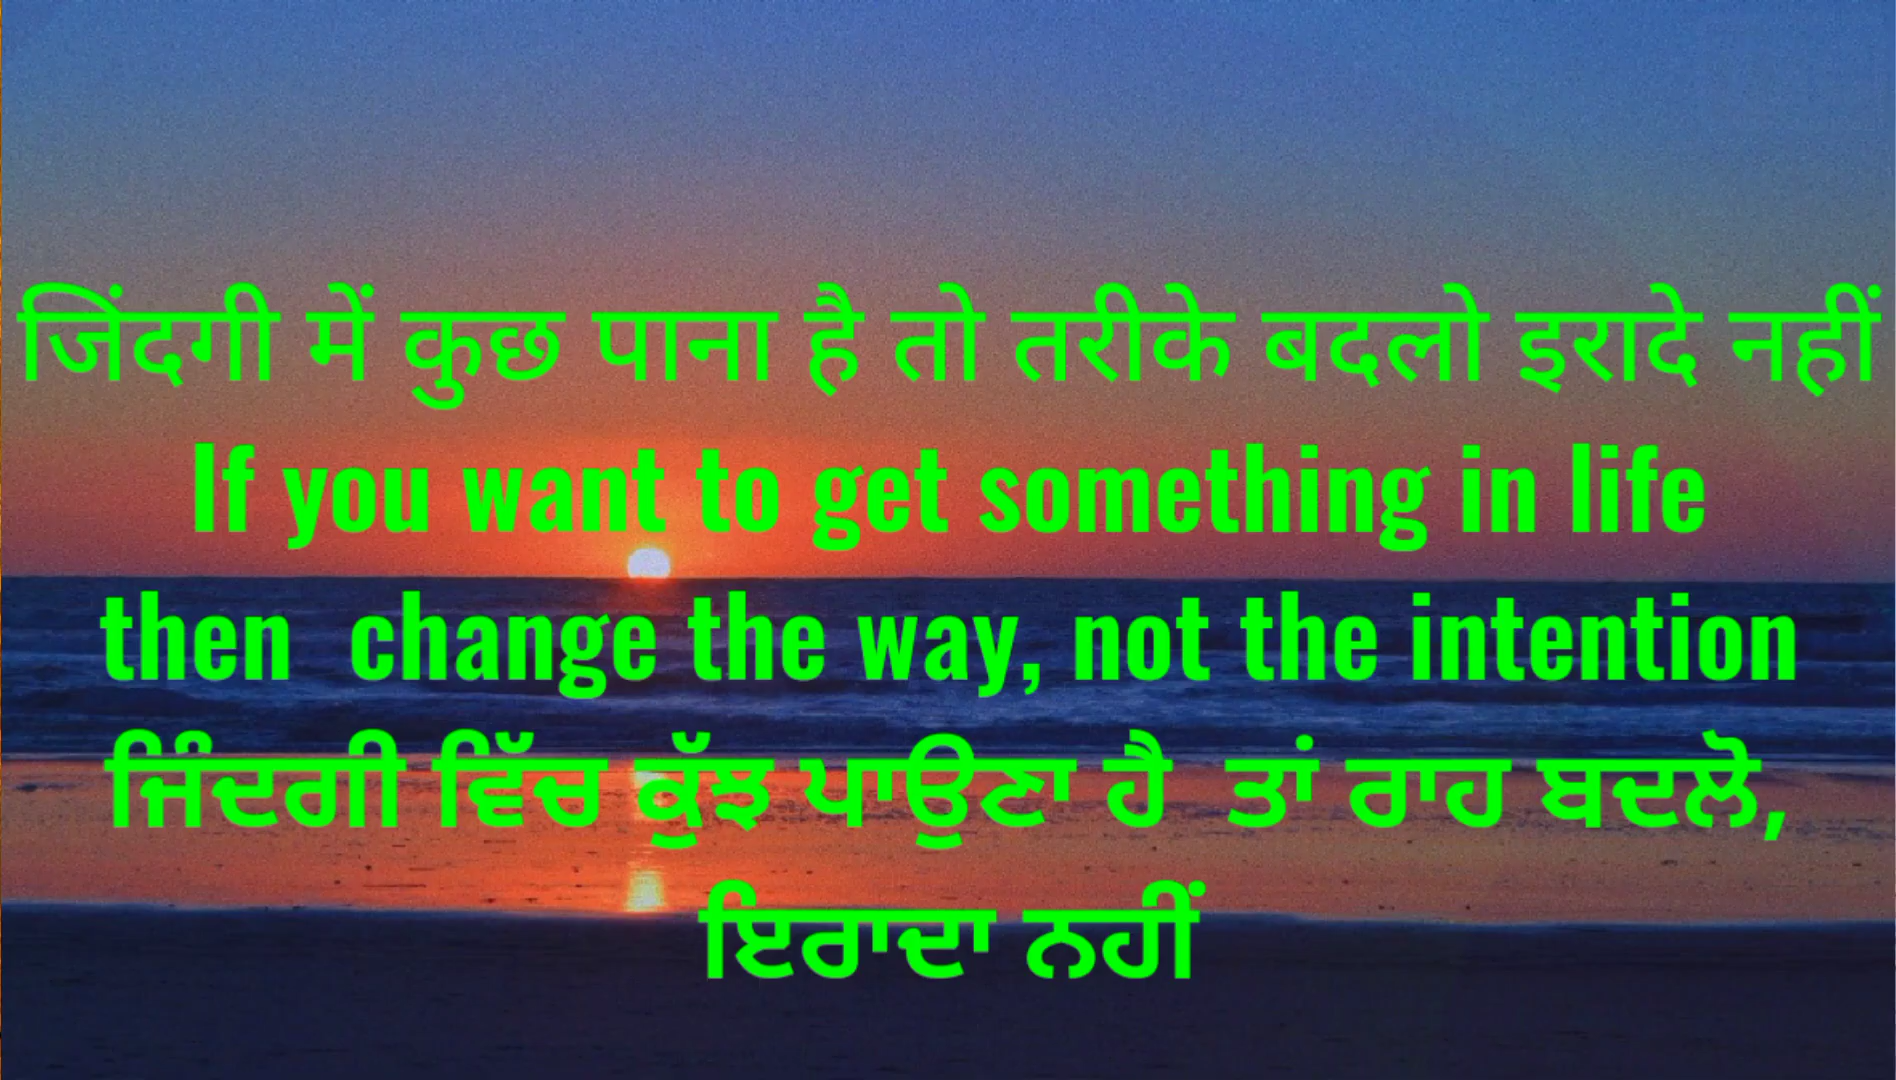 जिंदगी में कुछ पाना है तो तरीके बदलो इरादे नहीं
If you want to get something in life
then change the way, not the intention
ਜਿੰਦਗੀ ਵਿੱਚ ਕੁੱਝ ਪਾਉਣਾ ਹੈ ਤਾਂ ਰਾਹ ਬਦਲੋ,
ਇਰਾਦਾ ਨਹੀਂ